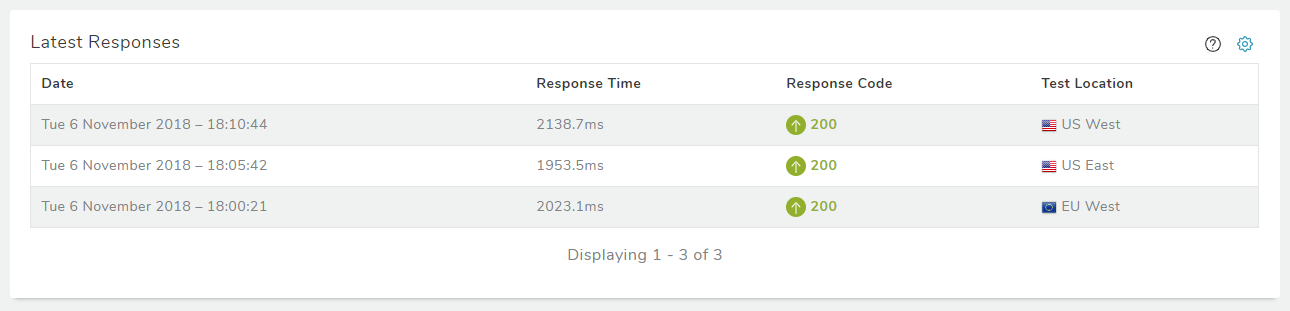 Latest Responses
Date Response Time Response Code Test Location
Tue 6 November 2018 – 18:10:44 2138.7ms 200 US West
Tue 6 November 2018 – 18:05:42 1953.5ms 200 US East
Tue 6 November 2018 – 18:00:21 2023.1ms 200 EU West
Displaying 1 - 3 of 3